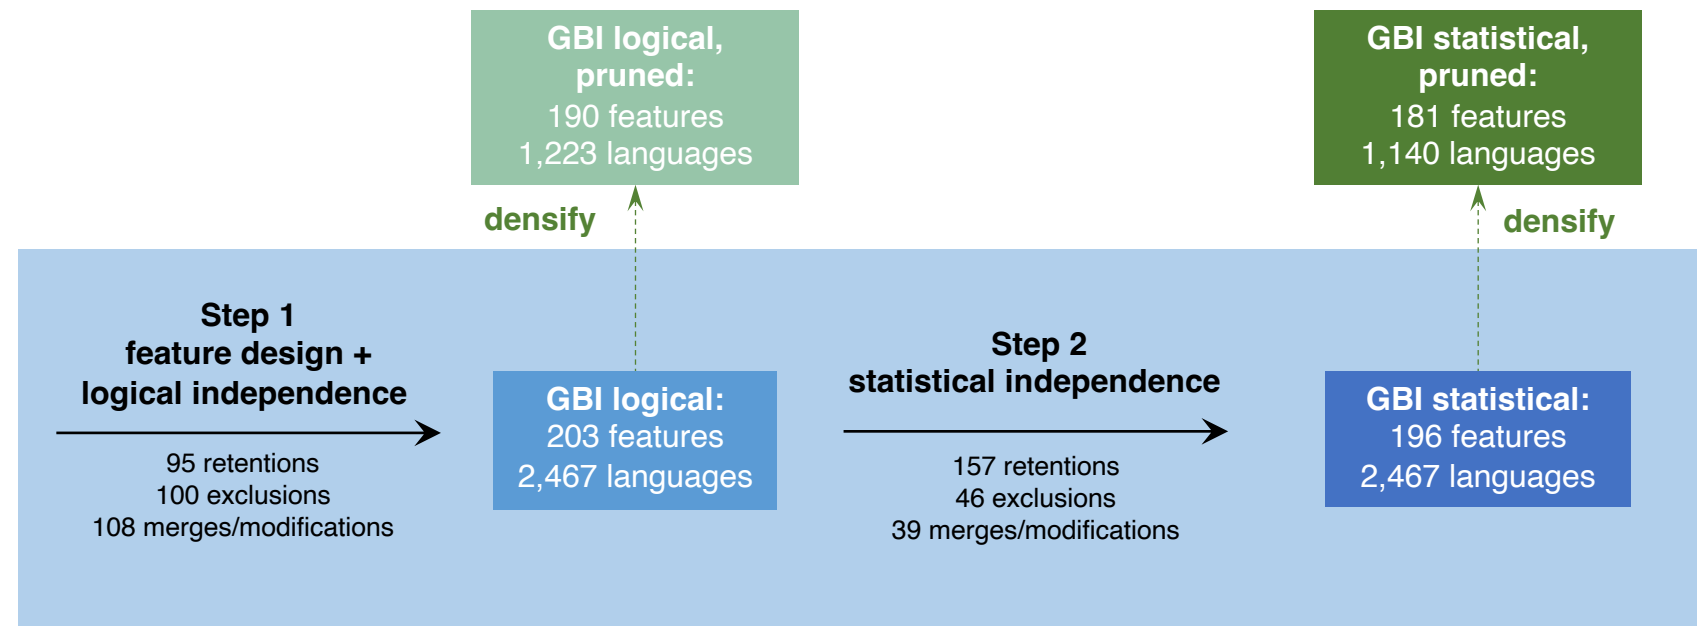 GBI logical,
pruned:
190 features
1,223 languages
GBI statistical,
pruned:
181 features
1,140 languages
densify
densify
Step 1
feature design +
logical independence
95 retentions
100 exclusions
108 merges/modifications
GBI logical:
203 features
2,467 languages
Step 2
statistical independence
157 retentions
46 exclusions
39 merges/modifications
GBI statistical:
196 features
2,467 languages